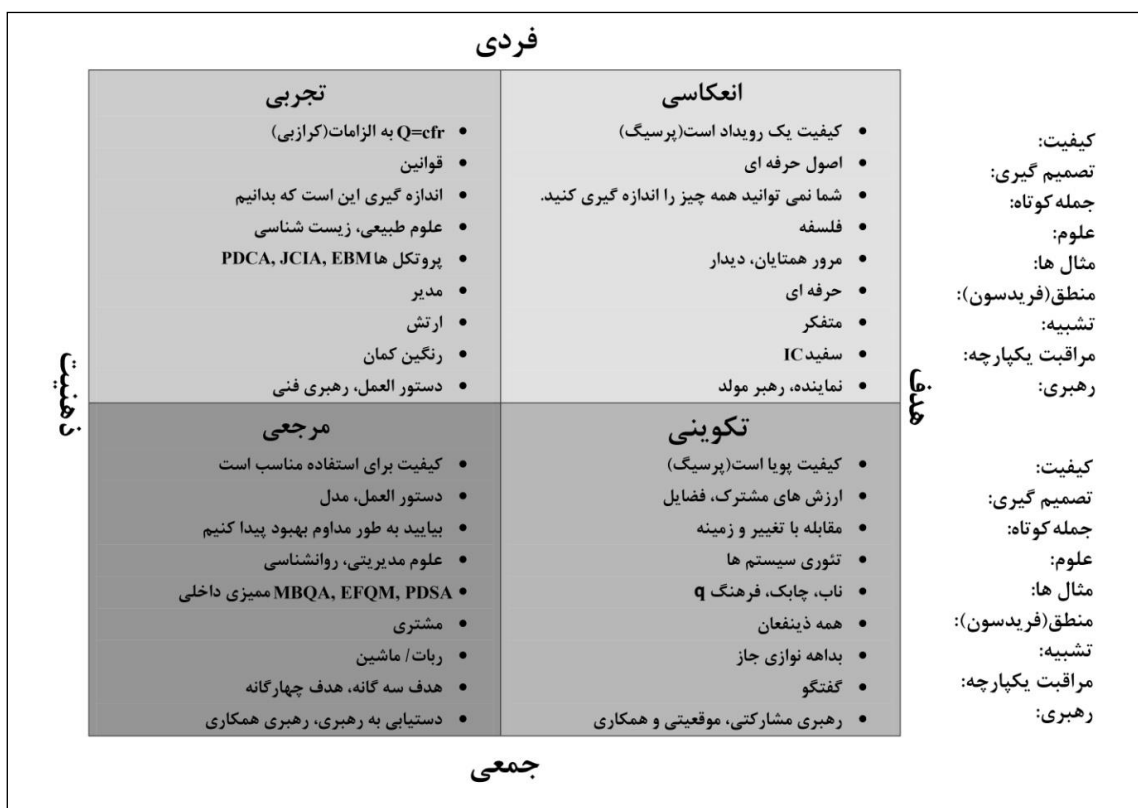 فردی
انعکاسی
کیفیت یک رویداد است(پرسیگ)
اصول حرفه ای
شما نمی توانید همه چیز را اندازه گیری کنید.
فلسفه
مرور همتایان، دیدار
حرفه ای
متفکر
سفیدIC
نماینده، رهبر مولد
تجربی
Q=cfr به الزامات(کرازبی)
قوانین
اندازه گیری این است که بدانیم
علوم طبیعی، زیست شناسی
پروتکل هاPDCA, JCIA, EBM
مدیر
ارتش
رنگین کمان
دستور العمل، رهبری فنی
کیفیت:
تصمیم گیری:
جمله کوتاه:
علوم:
مثال ها:
منطق(فریدسون):
تشبیه:
مراقبت یکپارچه:
رهبری:
هدف
ذهنیت
تکوینی
کیفیت پویا است(پرسیگ)
ارزش های مشترک، فضایل
مقابله با تغییر و زمینه
تئوری سیستم ها
ناب، چابک، فرهنگ q
همه ذینفعان
بداهه نوازی جاز
گفتگو
رهبری مشارکتی، موقعیتی و همکاری
مرجعی
کیفیت برای استفاده مناسب است
دستور العمل، مدل
بیایید به طور مداوم بهبود پیدا کنیم
علوم مدیریتی، روانشناسی
MBQA, EFQM, PDSA ممیزی داخلی
مشتری
ربات/ ماشین
هدف سه گانه، هدف چهارگانه
دستیابی به رهبری، رهبری همکاری
کیفیت:
تصمیم گیری:
جمله کوتاه:
علوم:
مثال ها:
منطق(فریدسون):
تشبیه:
مراقبت یکپارچه:
رهبری:
جمعی